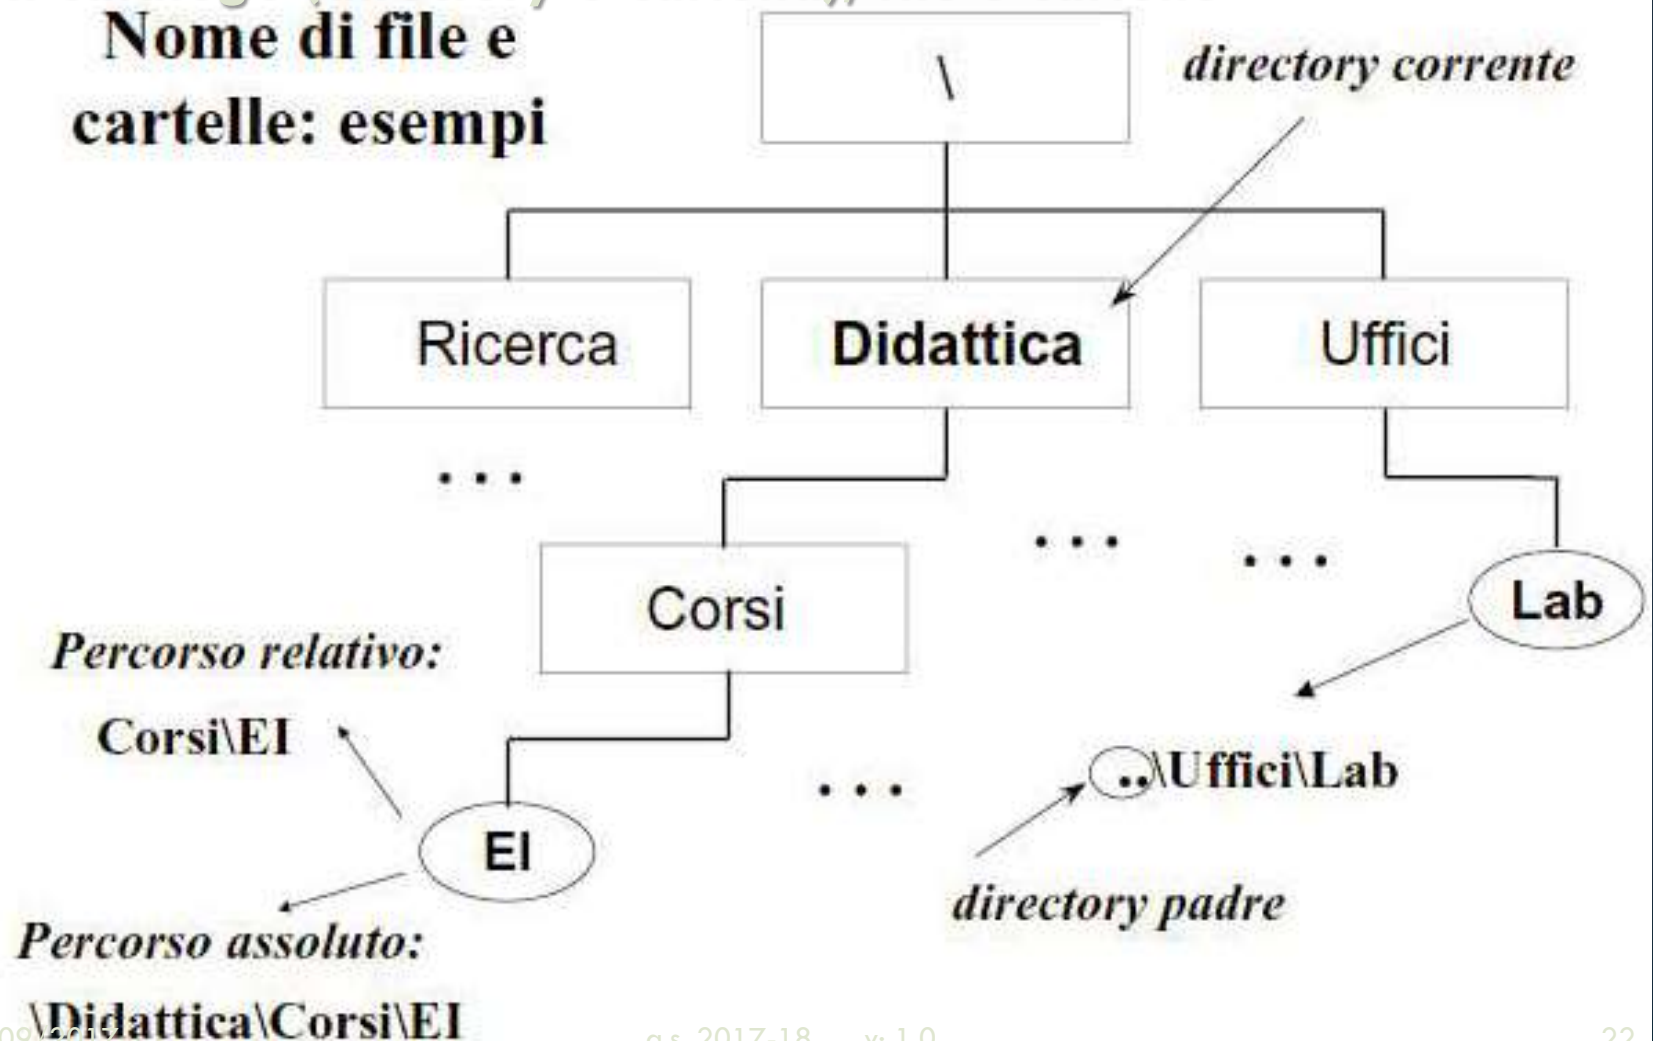 Nome di file e
cartelle: esempi
\
directory corrente
Ricerca
Didattica
Uffici
. . .
Corsi
. . .
. . .
Lab
Percorso relativo:
Corsi\EI
. . .
..\Uffici\Lab
EI
directory padre
Percorso assoluto:
\Didattica\Corsi\EI
a.s. 2017-18 v: 1.0
22